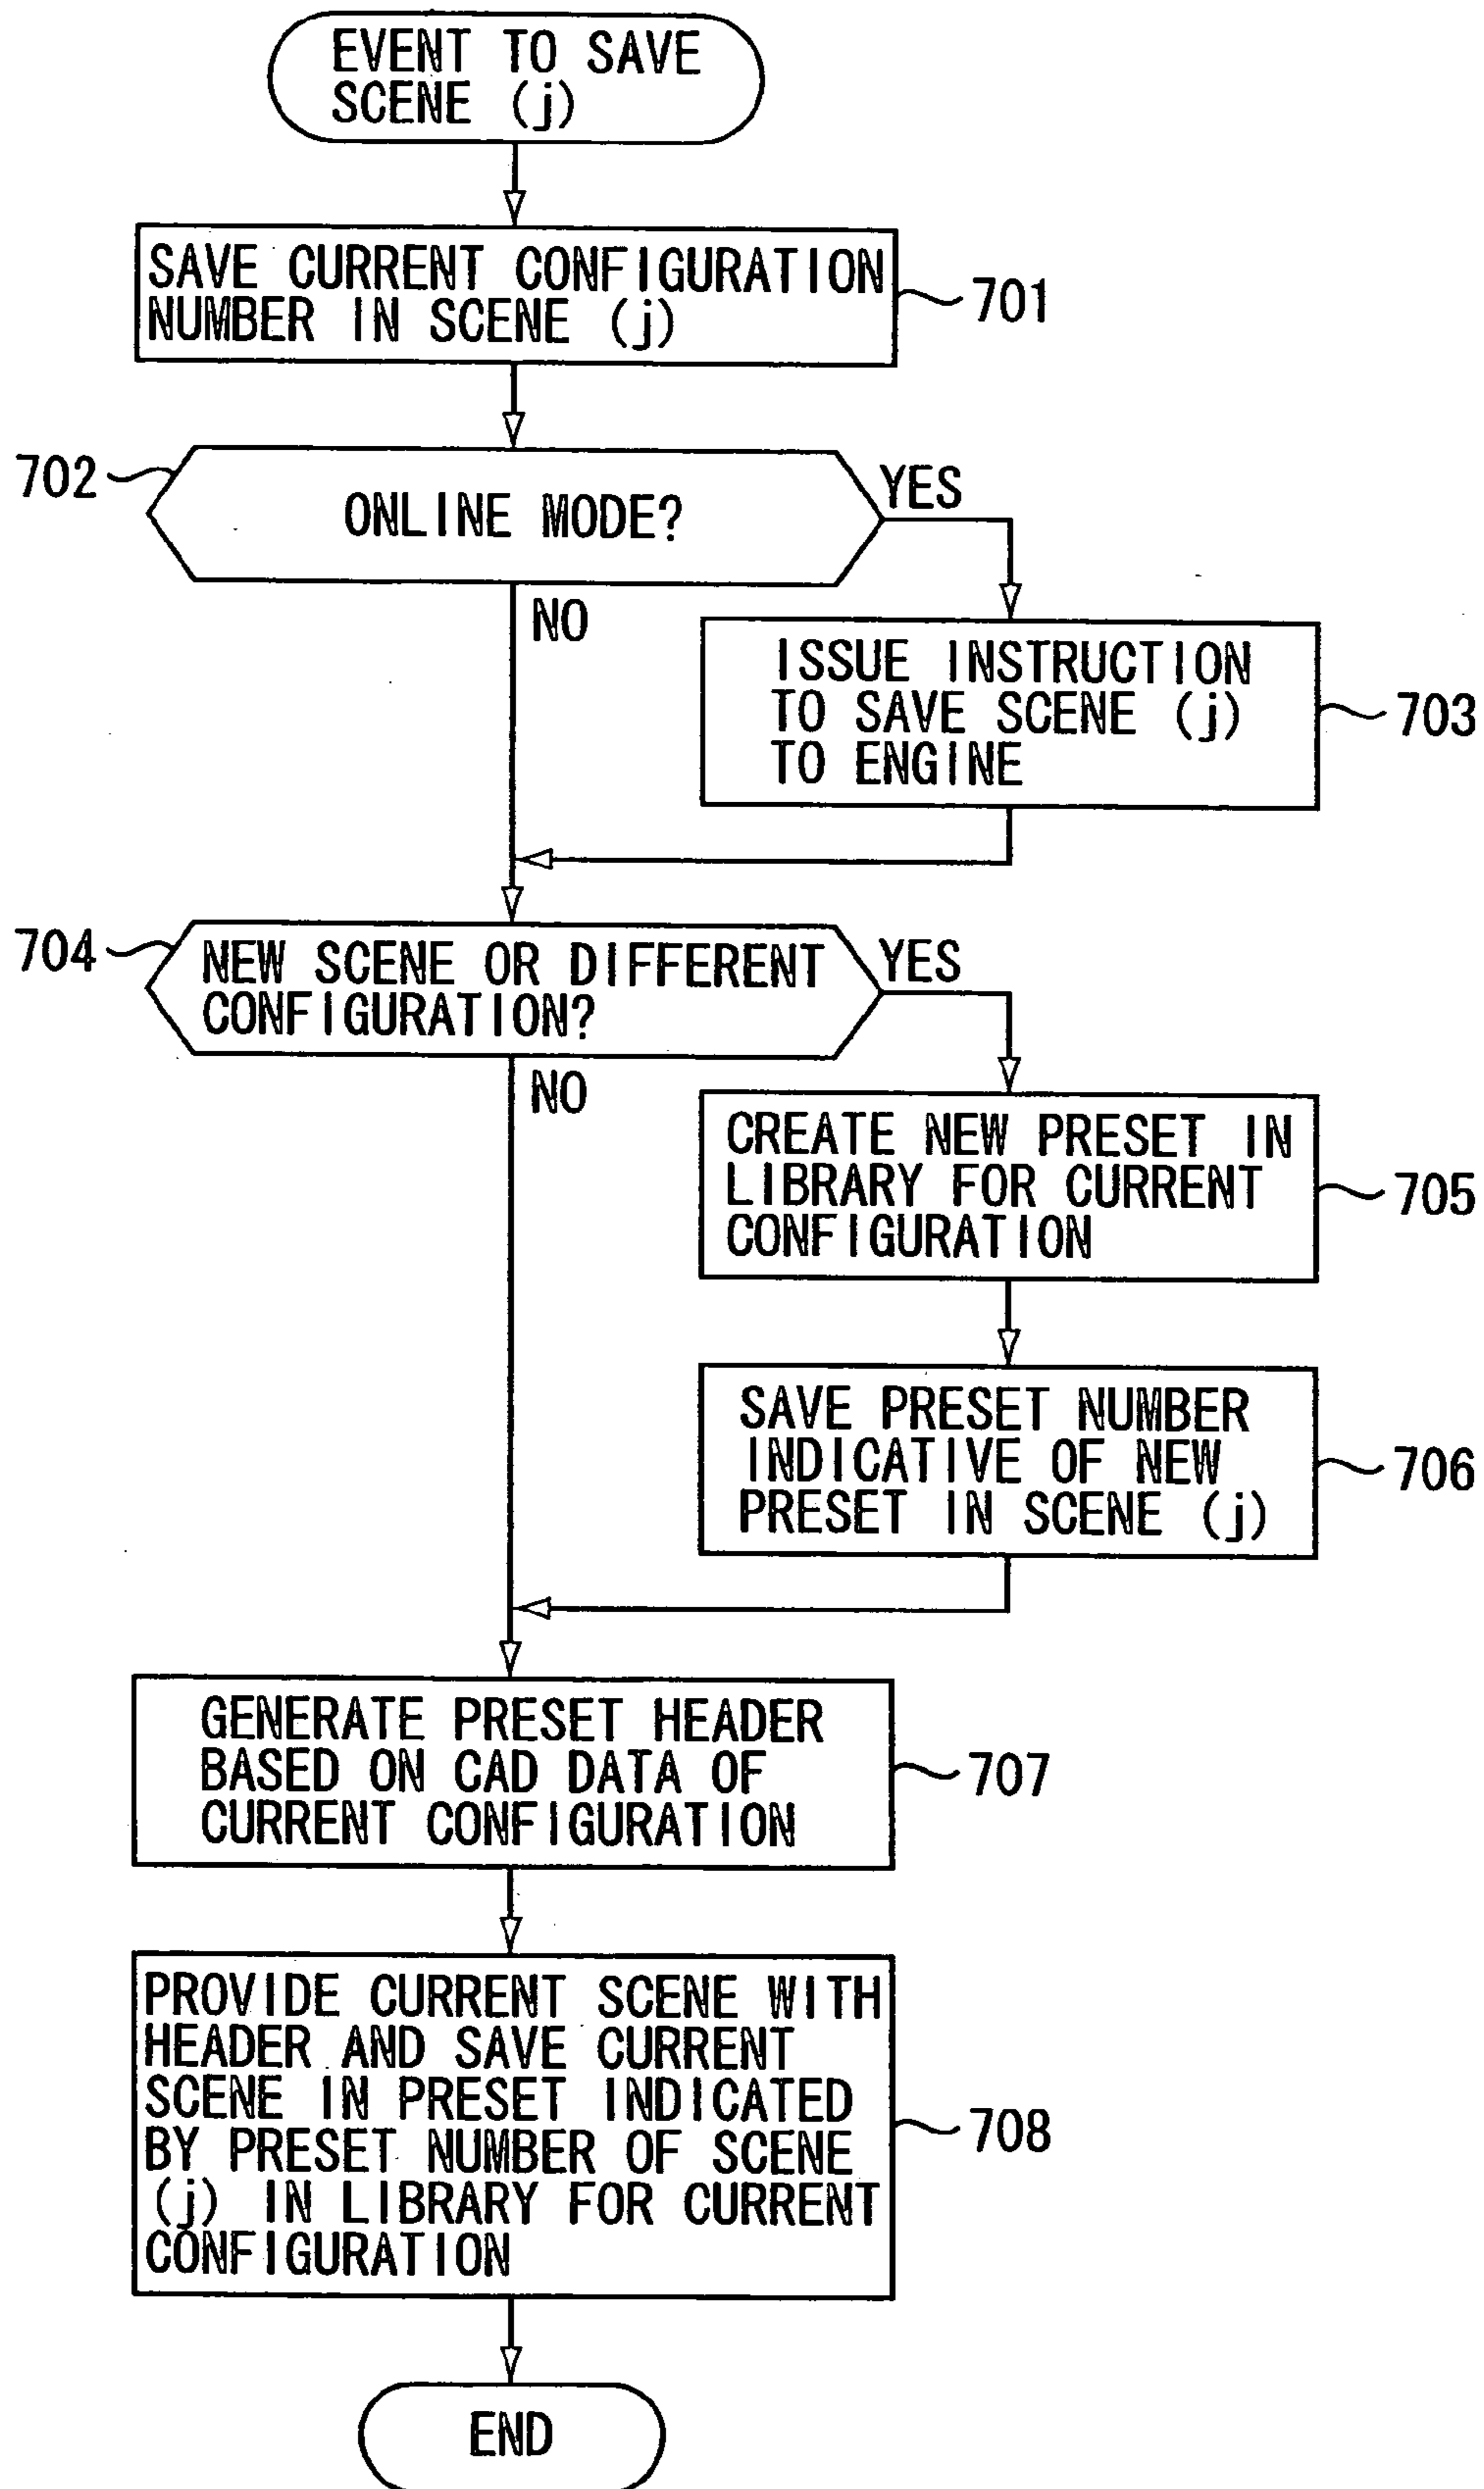 EVENT TO SAVE
SCENE (j)
SAVE CURRENT CONFIGURATION
NUMBER IN SCENE (j)
701
702
ONLINE MODE?
YES
NO
ISSUE INSTRUCTION
TO SAVE SCENE (j)
TO ENGINE
703
704
NEW SCENE OR DIFFERENT
CONFIGURATION?
YES
NO
CREATE NEW PRESET IN
LIBRARY FOR CURRENT
CONFIGURATION
705
SAVE PRESET NUMBER
INDICATIVE OF NEW
PRESET IN SCENE (j)
706
GENERATE PRESET HEADER
BASED ON CAD DATA OF
CURRENT CONFIGURATION
707
PROVIDE CURRENT SCENE WITH
HEADER AND SAVE CURRENT
SCENE IN PRESET INDICATED
BY PRESET NUMBER OF SCENE
(j) IN LIBRARY FOR CURRENT
CONFIGURATION
708
END